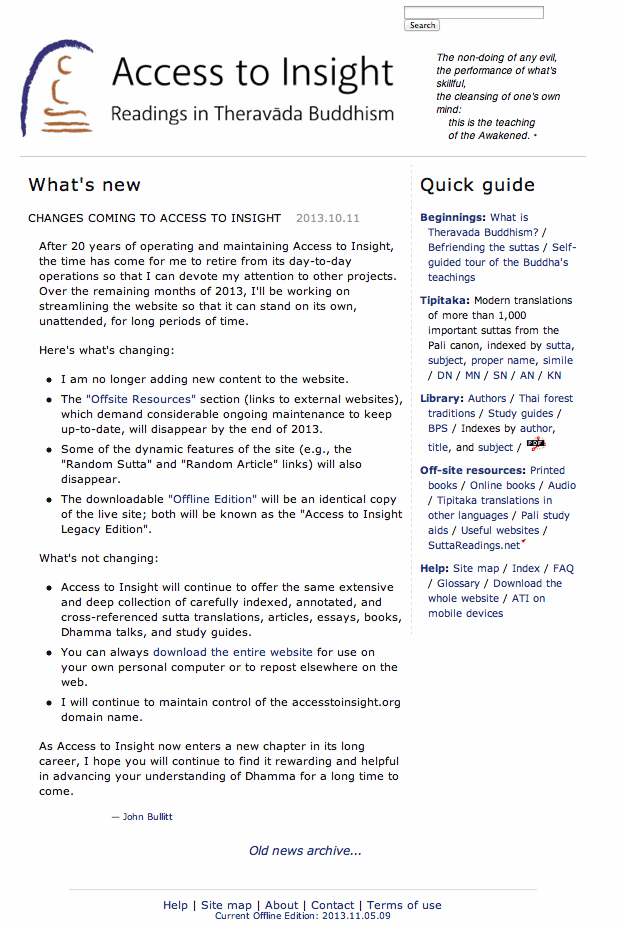 Search
Access to Insight
Readings in Theravāda Buddhism
The non-doing of any evil,
the performance of what's
skillful,
the cleansing of one's own
mind:
this is the teaching
of the Awakened. •
What's new
CHANGES COMING TO ACCESS TO INSIGHT 2013.10.11
After 20 years of operating and maintaining Access to Insight,
the time has come for me to retire from its day-to-day
operations so that I can devote my attention to other projects.
Over the remaining months of 2013, I'll be working on
streamlining the website so that it can stand on its own,
unattended, for long periods of time.
Here's what's changing:
• I am no longer adding new content to the website.
• The "Offsite Resources" section (links to external websites),
which demand considerable ongoing maintenance to keep
up-to-date, will disappear by the end of 2013.
• Some of the dynamic features of the site (e.g., the
"Random Sutta" and "Random Article" links) will also
disappear.
• The downloadable "Offline Edition" will be an identical copy
of the live site; both will be known as the "Access to Insight
Legacy Edition".
What's not changing:
• Access to Insight will continue to offer the same extensive
and deep collection of carefully indexed, annotated, and
cross-referenced sutta translations, articles, essays, books,
Dhamma talks, and study guides.
• You can always download the entire website for use on
your own personal computer or to repost elsewhere on the
web.
• I will continue to maintain control of the accesstoinsight.org
domain name.
As Access to Insight now enters a new chapter in its long
career, I hope you will continue to find it rewarding and helpful
in advancing your understanding of Dhamma for a long time to
come.
— John Bullitt
Old news archive...
Quick guide
Beginnings: What is
Theravada Buddhism? /
Befriending the suttas / Self-
guided tour of the Buddha's
teachings
Tipitaka: Modern translations
of more than 1,000
important suttas from the
Pali canon, indexed by sutta,
subject, proper name, simile
/ DN / MN / SN / AN / KN
Library: Authors / Thai forest
traditions / Study guides /
BPS / Indexes by author,
title, and subject / PDF
Off-site resources: Printed
books / Online books / Audio
/ Tipitaka translations in
other languages / Pali study
aids / Useful websites /
SuttaReadings.net
Help: Site map / Index / FAQ
/ Glossary / Download the
whole website / ATI on
mobile devices
Help | Site map | About | Contact | Terms of use
Current Offline Edition: 2013.11.05.09